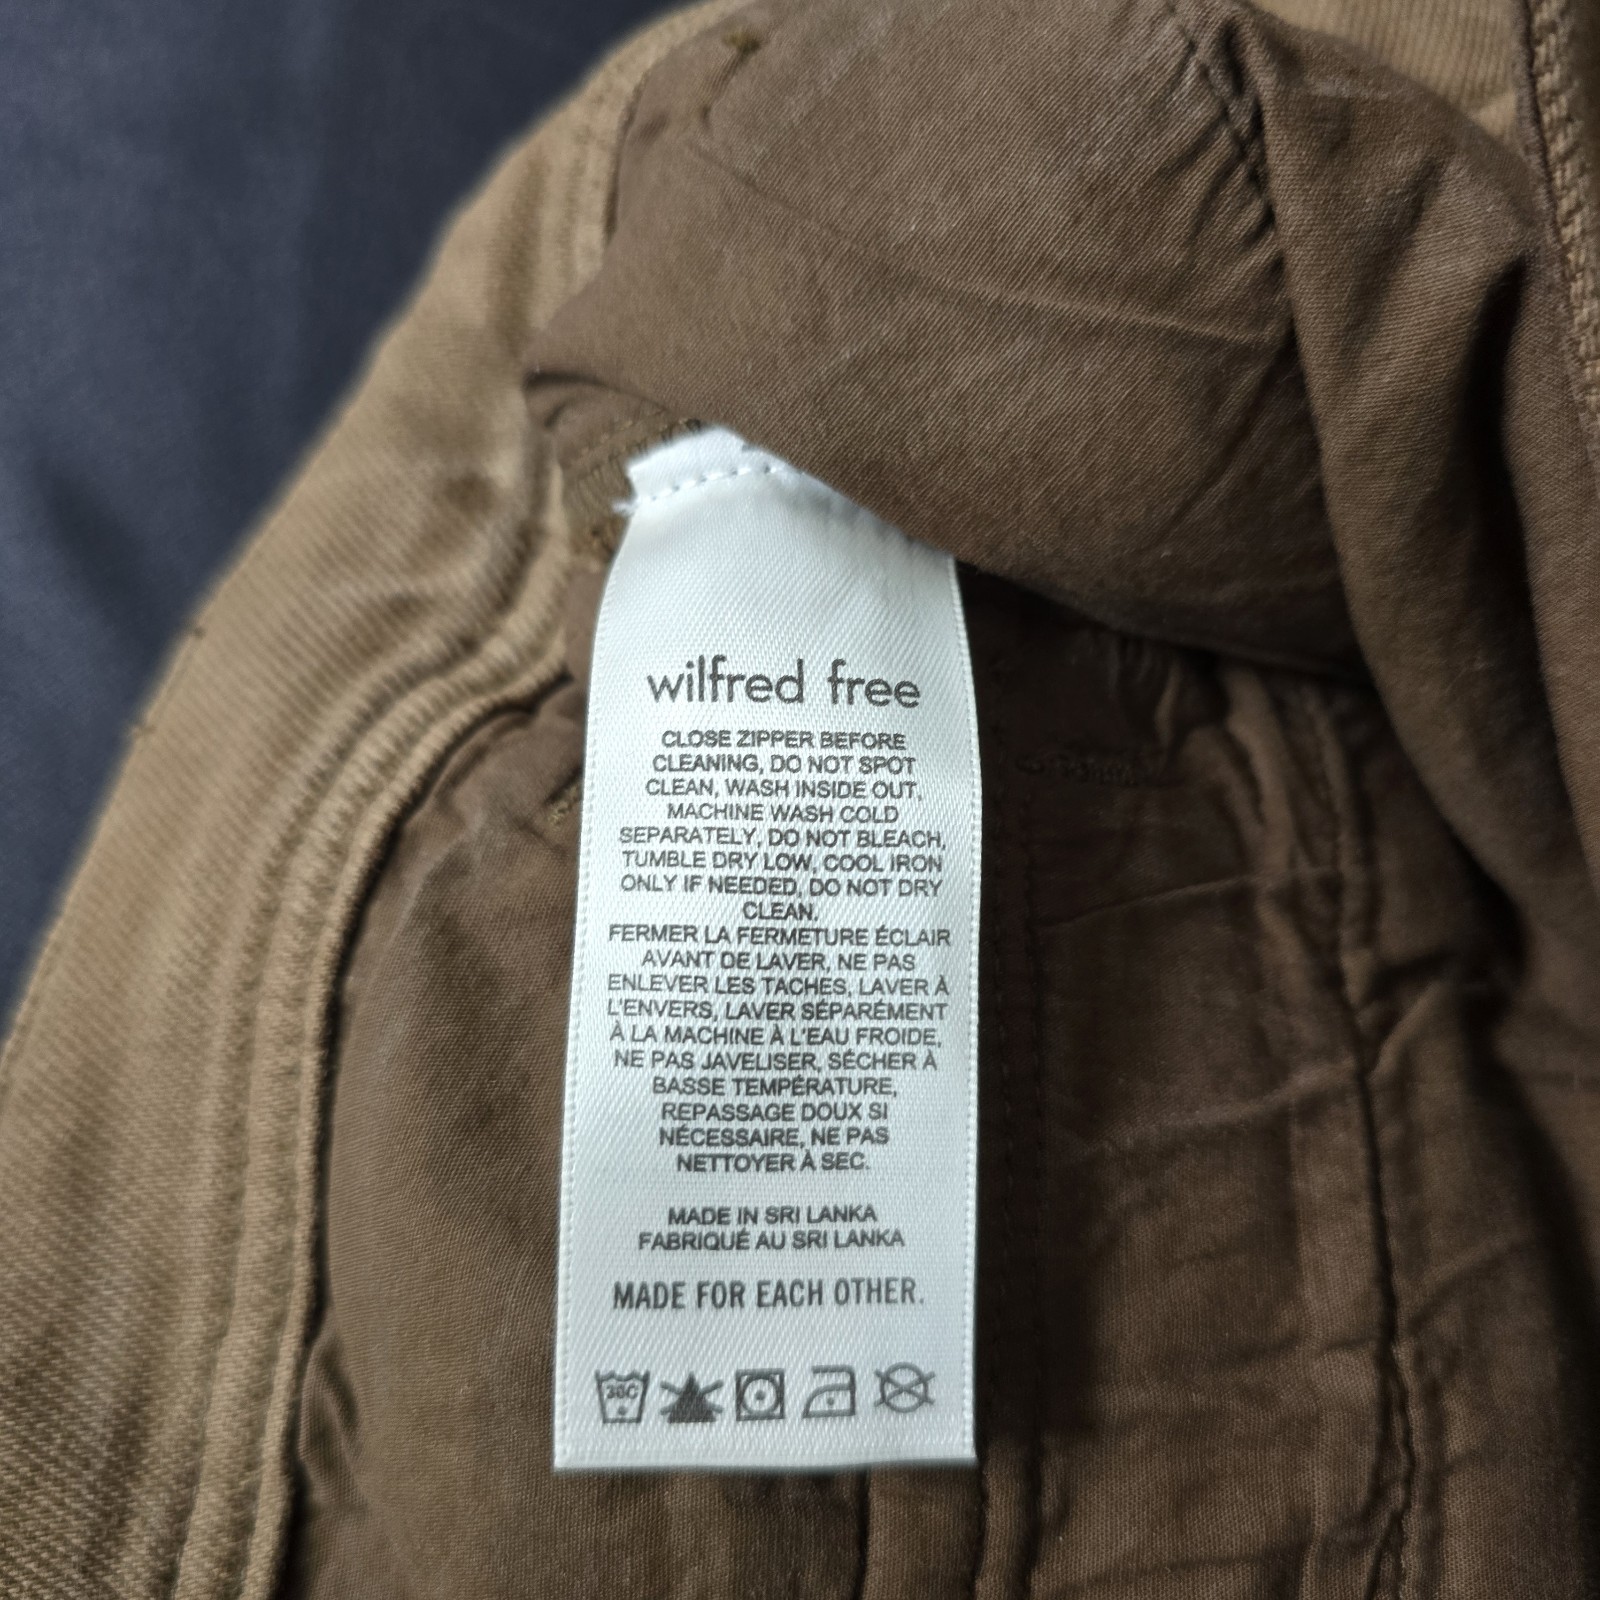 wilfred free
CLOSE ZIPPER BEFORE
CLEANING, DO NOT SPOT
CLEAN, WASH INSIDE OUT,
MACHINE WASH COLD
SEPARATELY, DO NOT BLEACH,
TUMBLE DRY LOW, COOL IRON
ONLY IF NEEDED, DO NOT DRY
CLEAN.
FERMER LA FERMETURE ÉCLAIR
AVANT DE LAVER, NE PAS
ENLEVER LES TACHES, LAVER À
L'ENVERS, LAVER SÉPARÉMENT
À LA MACHINE À L'EAU FROIDE,
NE PAS JAVELISER, SÉCHER À
BASSE TEMPÉRATURE,
REPASSAGE DOUX SI
NÉCESSAIRE, NE PAS
NETTOYER À SEC.
MADE IN SRI LANKA
FABRIQUÉ AU SRI LANKA
MADE FOR EACH OTHER.
30C